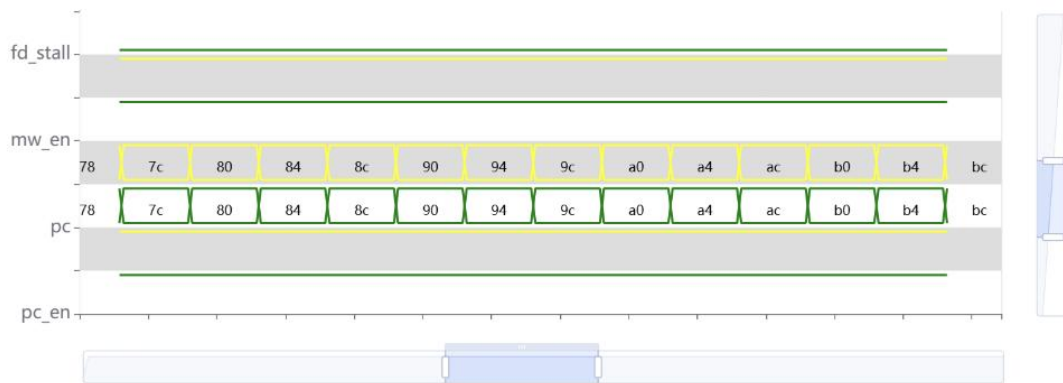 fd_stall
mw_en
78 7c 80 84 8c 90 94 9c a0 a4 ac b0 b4 bc
78 7c 80 84 8c 90 94 9c a0 a4 ac b0 b4 bc
pc
pc_en